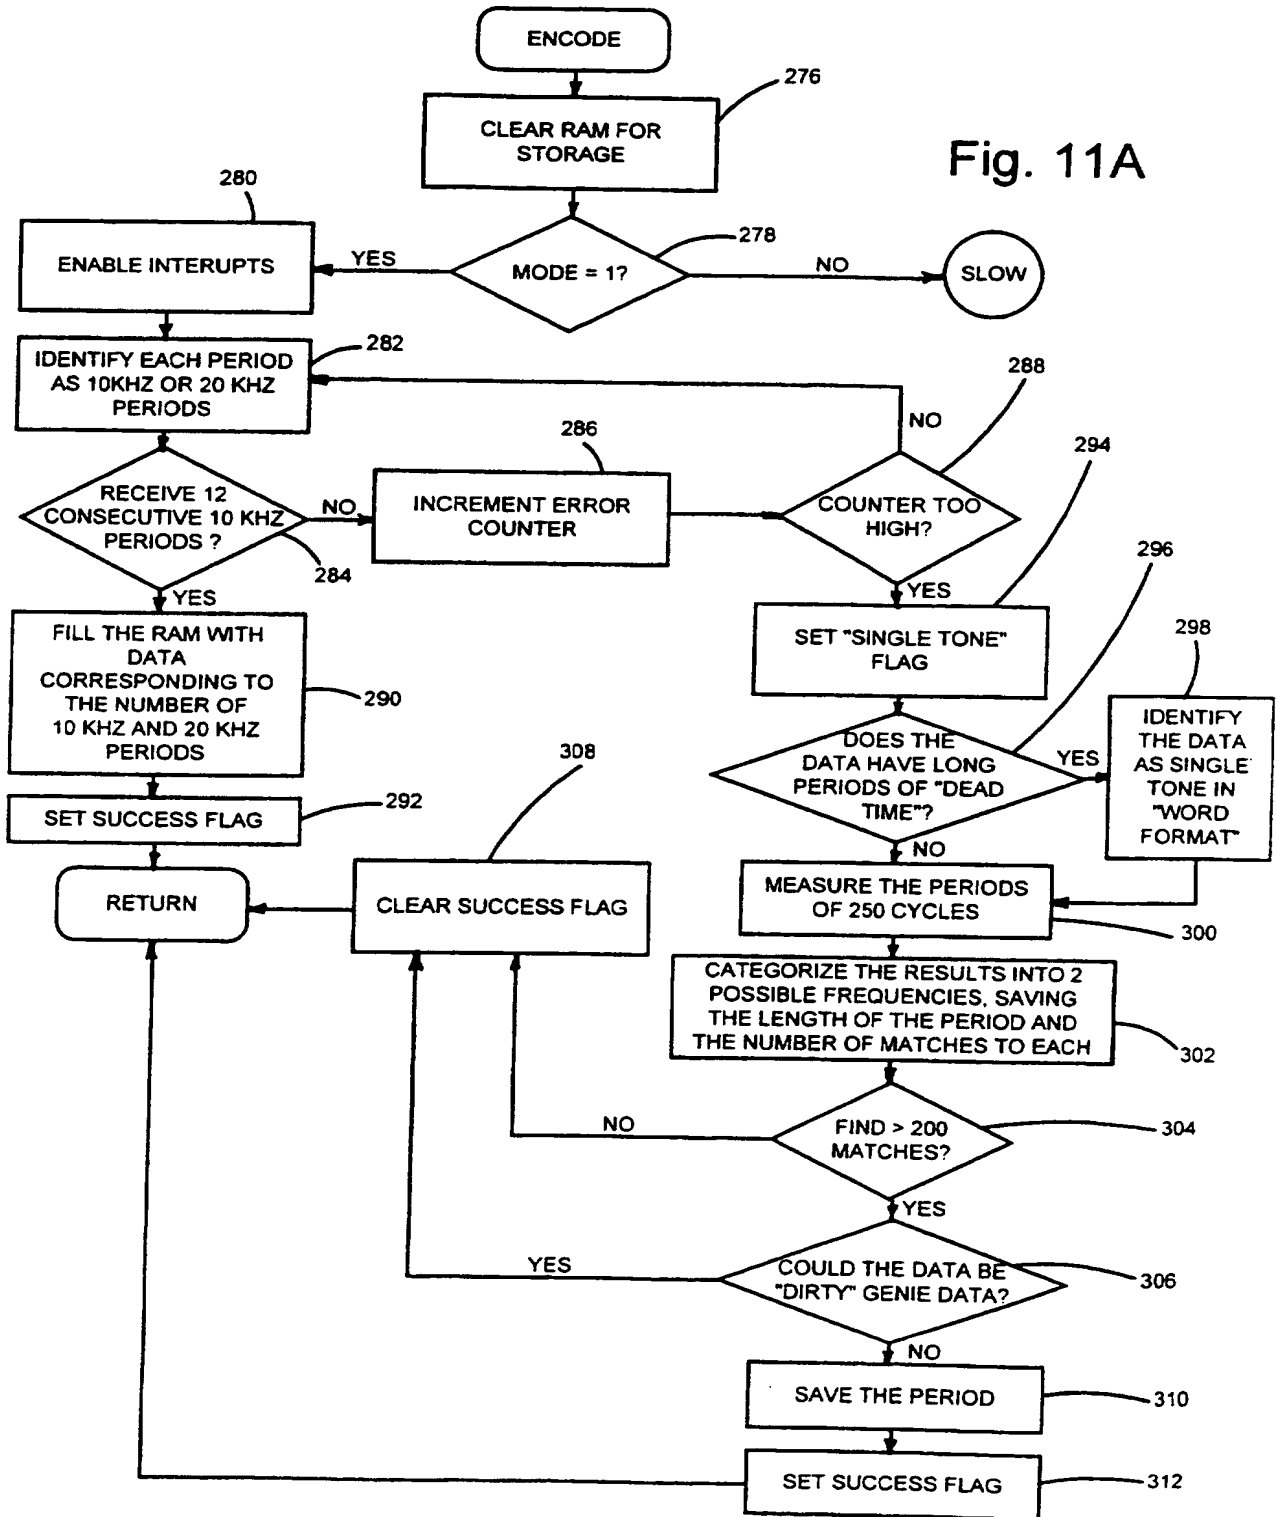 ENCODE
276
CLEAR RAM FOR
STORAGE
Fig. 11A
280
278
ENABLE INTERUPTS
YES
MODE = 1?
NO
SLOW
282
IDENTIFY EACH PERIOD
AS 10KHZ OR 20 KHZ
PERIODS
288
NO
286
294
RECEIVE 12
CONSECUTIVE 10 KHZ
PERIODS ?
NO
INCREMENT ERROR
COUNTER
COUNTER TOO
HIGH?
284
296
YES
YES
FILL THE RAM WITH
DATA
CORRESPONDING TO
THE NUMBER OF
10 KHZ AND 20 KHZ
PERIODS
290
SET "SINGLE TONE"
FLAG
298
IDENTIFY
THE DATA
AS SINGLE
TONE IN
"WORD
FORMAT"
308
DOES THE
DATA HAVE LONG
PERIODS OF "DEAD
TIME"?
YES
292
SET SUCCESS FLAG
NO
RETURN
CLEAR SUCCESS FLAG
MEASURE THE PERIODS
OF 250 CYCLES
300
CATEGORIZE THE RESULTS INTO 2
POSSIBLE FREQUENCIES, SAVING
THE LENGTH OF THE PERIOD AND
THE NUMBER OF MATCHES TO EACH
302
NO
FIND > 200
MATCHES?
304
YES
YES
COULD THE DATA BE
"DIRTY" GENIE DATA?
306
NO
SAVE THE PERIOD
310
SET SUCCESS FLAG
312